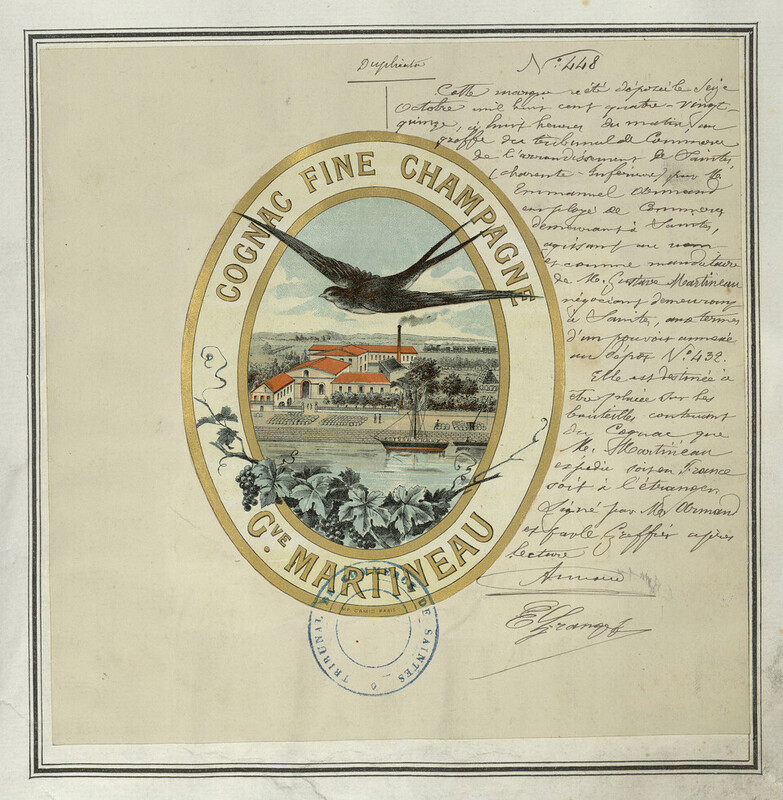 Duplicata
N° 448
Cette marque a été déposée le seize
Octobre mil huit cent quatre-vingt-
quinze, à huit heures du matin, au
greffe du tribunal de Commerce
de l'arrondissement de Saintes
(Charente-Inférieure) par Mr
Emmanuel Armand
employé de Commerce
demeurant à Saintes,
agissant au nom
et comme mandataire
de M. Gustave Martineau
négociant demeurant
à Saintes, aux termes
d'un pouvoir annexé
au dépôt N° 432.
Elle est destinée à
être placée sur les
bouteilles contenant
du Cognac que
M. Martineau
expédie soit en France
soit à l'étranger.
Signé par Mr Armand
et par le Greffier après
lecture
Armand
COGNAC FINE CHAMPAGNE
GVE. MARTINEAU
PARIS
TRIBUNAL DE COMMERCE DE SAINTES